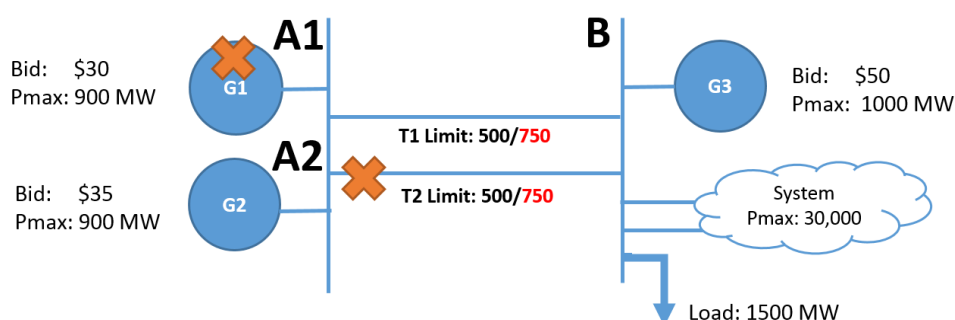 A1
B
Bid: $30
Pmax: 900 MW
G1
G3
Bid: $50
Pmax: 1000 MW
T1 Limit: 500/750
A2
T2 Limit: 500/750
Bid: $35
Pmax: 900 MW
G2
System
Pmax: 30,000
Load: 1500 MW